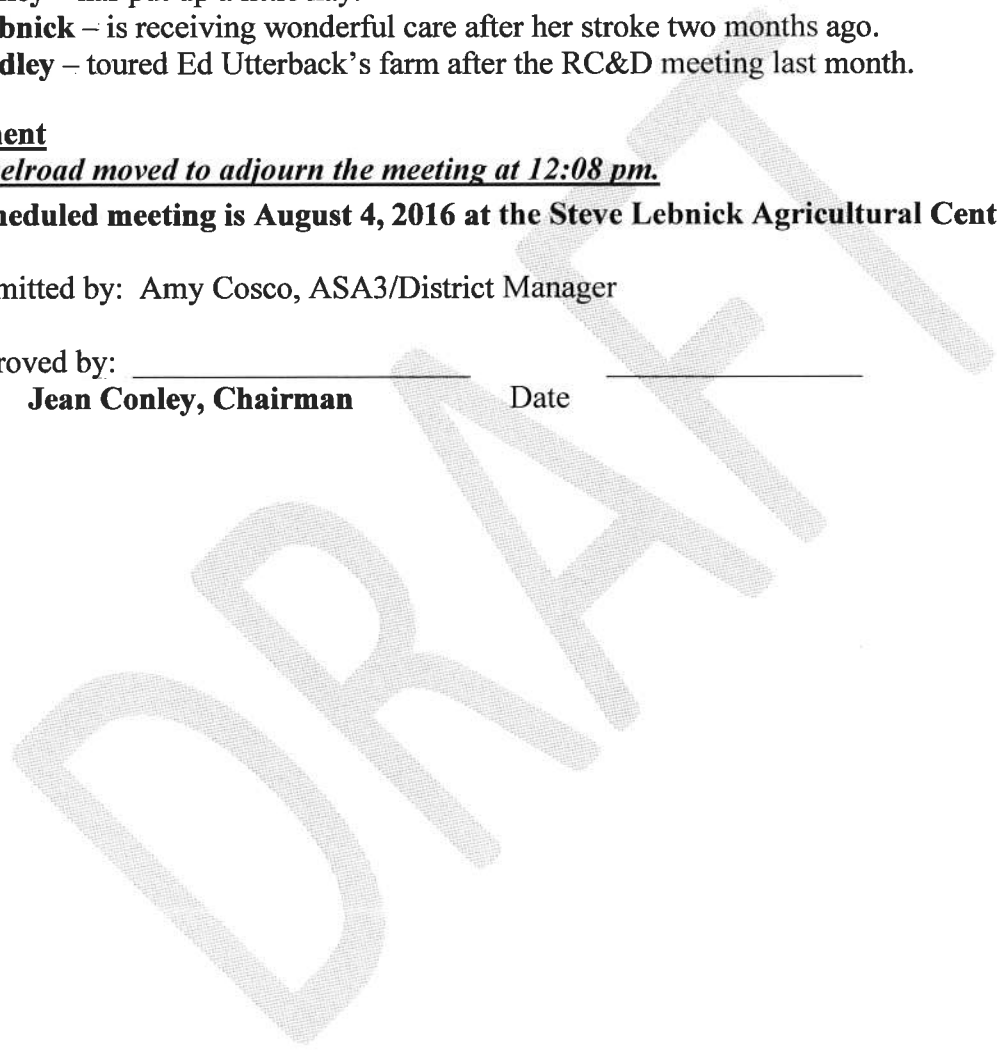 bnick – is receiving wonderful care after her stroke two months ago.
dley – toured Ed Utterback's farm after the RC&D meeting last month.
ent
elroad moved to adjourn the meeting at 12:08 pm.
heduled meeting is August 4, 2016 at the Steve Lebnick Agricultural Cent
mitted by: Amy Cosco, ASA3/District Manager
roved by:
Jean Conley, Chairman Date
DRAFT